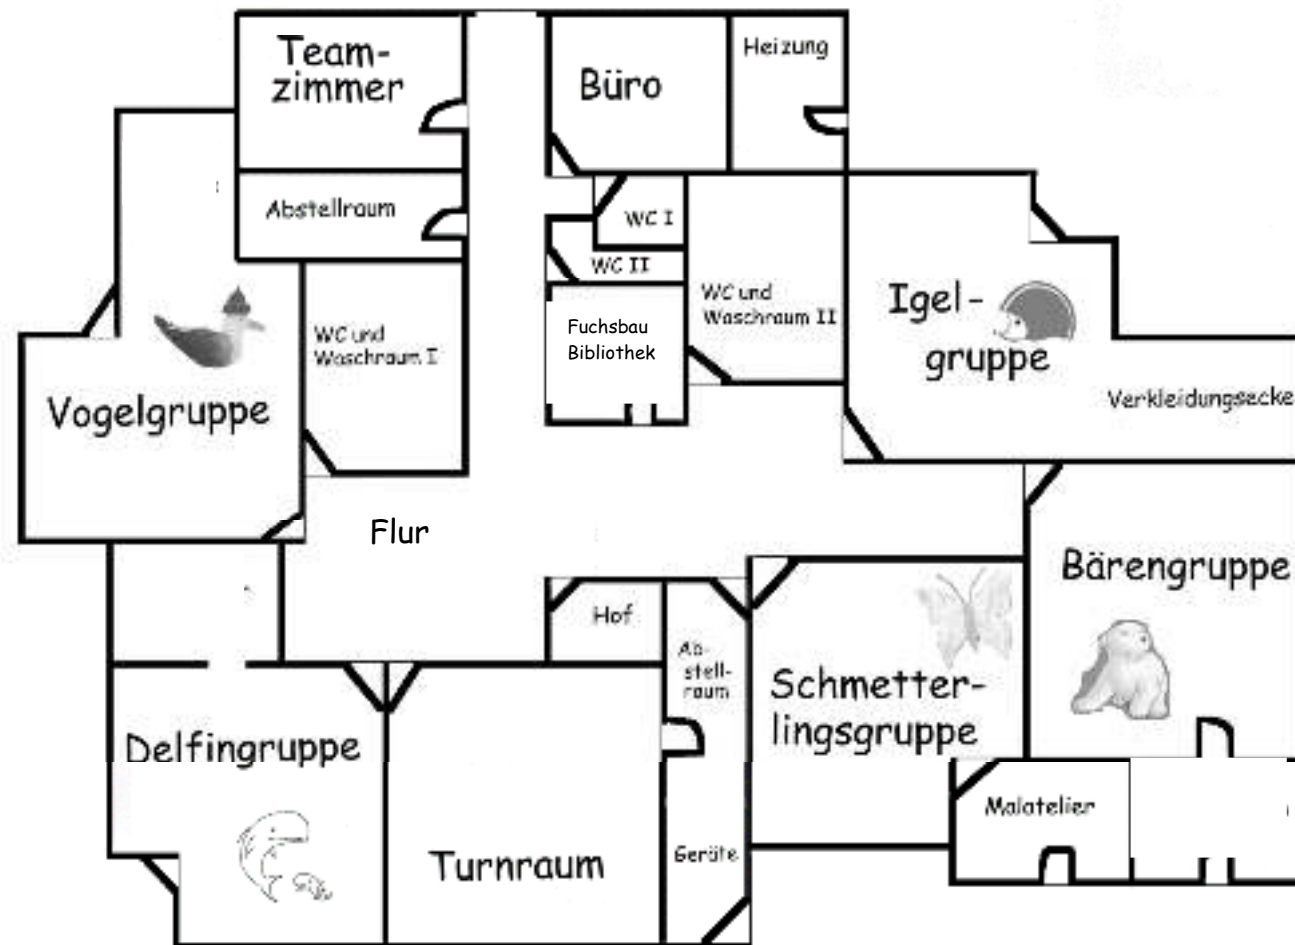 Team-
zimmer
Büro
Heizung
Abstellraum
WC I
WC II
WC und
Waschraum II
Igel-
gruppe
Verkleidungsecke
Fuchsbau
Bibliothek
WC und
Waschraum I
Vogelgruppe
Flur
Bärengruppe
Hof
Ab-
stell-
raum
Schmetter-
lingsgruppe
Delfingruppe
Malatelier
Turnraum
Geräte